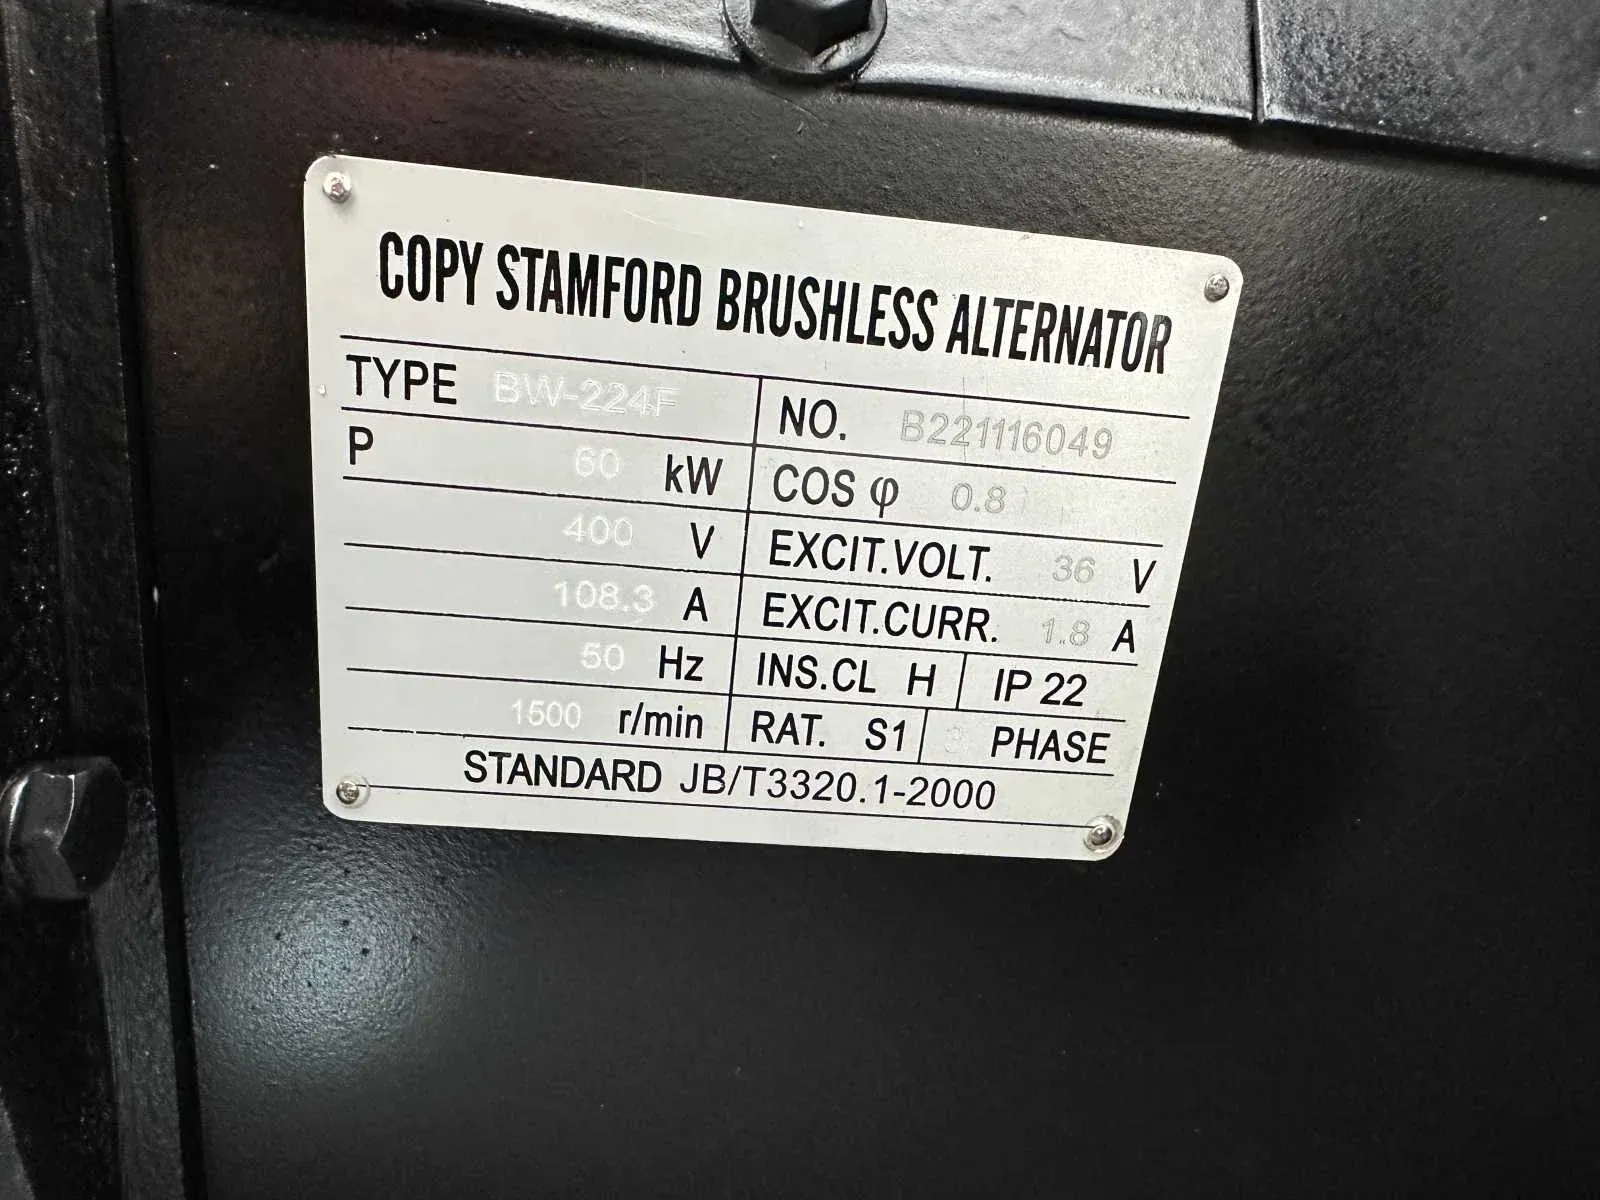 COPY STAMFORD BRUSHLESS ALTERNATOR
TYPE BW-224F NO. B221116049
P 60 kW COS φ 0.8
400 V EXCIT.VOLT. 36 V
108.3 A EXCIT.CURR. 1.8 A
50 Hz INS.CL H IP 22
1500 r/min RAT. S1 3 PHASE
STANDARD JB/T3320.1-2000